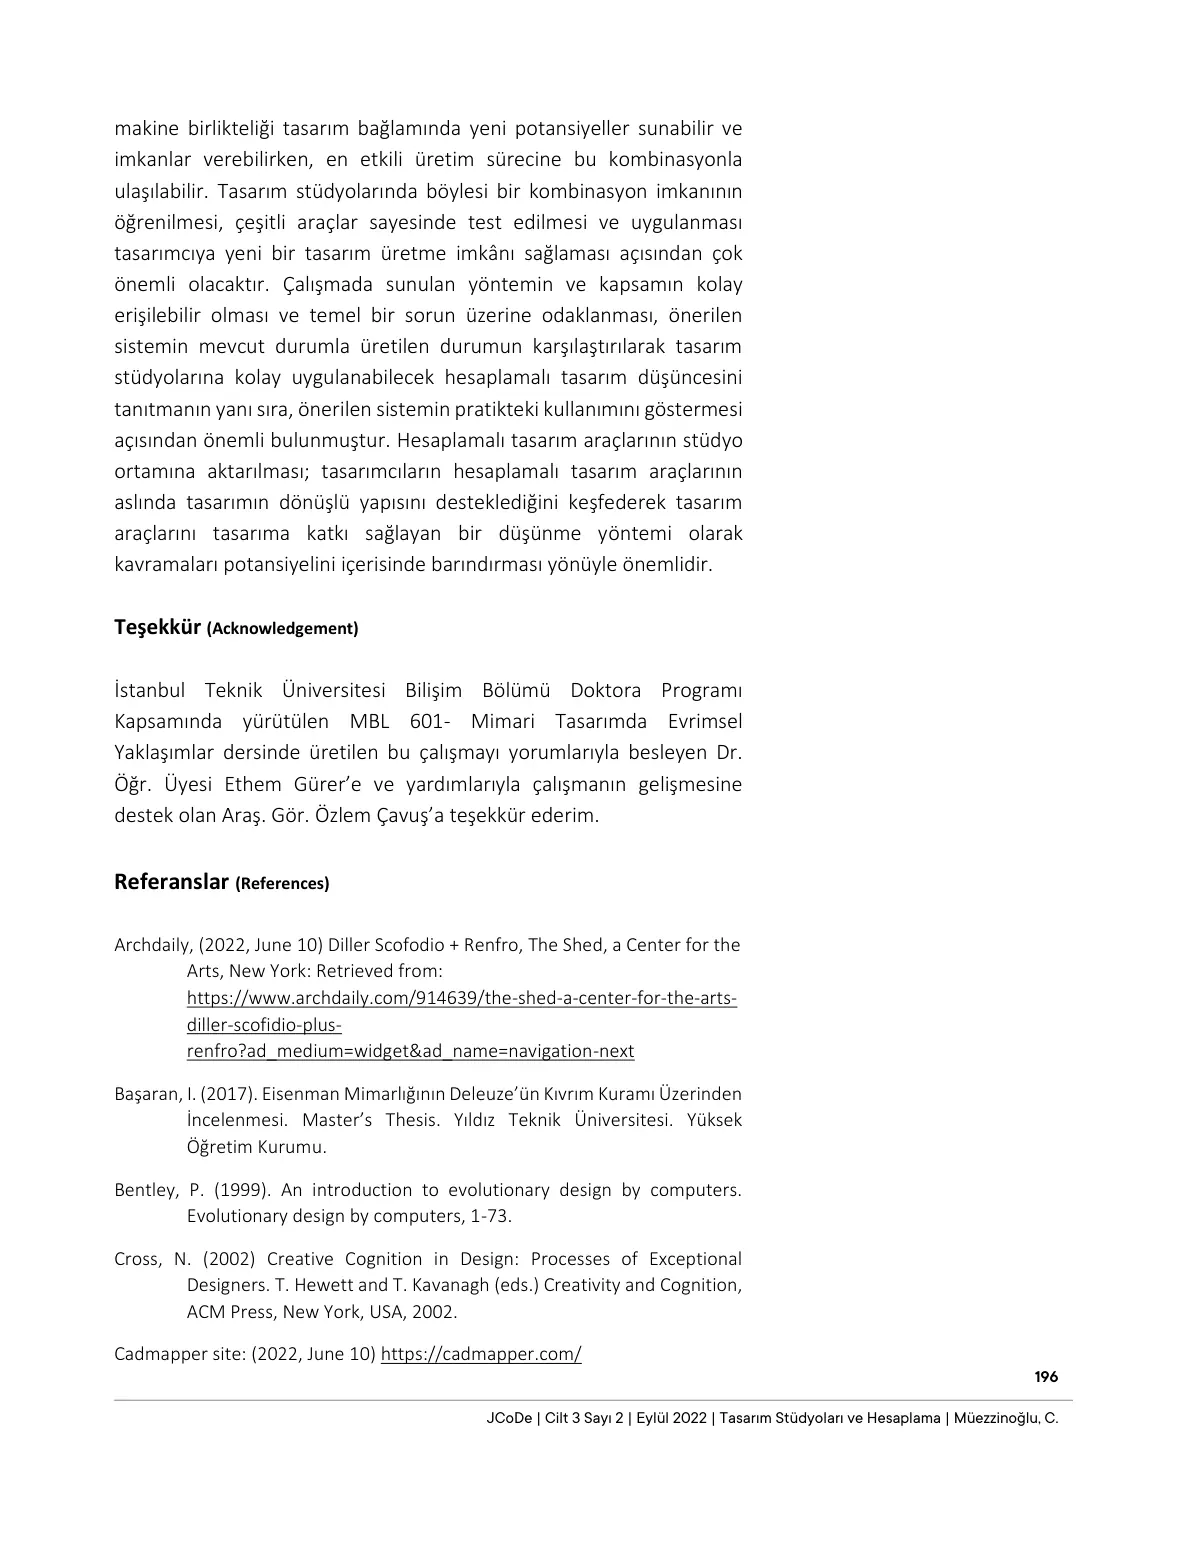 makine birlikteliği tasarım bağlamında yeni potansiyeller sunabilir ve
imkanlar verebilirken, en etkili üretim sürecine bu kombinasyonla
ulaşılabilir. Tasarım stüdyolarında böylesi bir kombinasyon imkanının
öğrenilmesi, çeşitli araçlar sayesinde test edilmesi ve uygulanması
tasarımcıya yeni bir tasarım üretme imkânı sağlaması açısından çok
önemli olacaktır. Çalışmada sunulan yöntemin ve kapsamın kolay
erişilebilir olması ve temel bir sorun üzerine odaklanması, önerilen
sistemin mevcut durumla üretilen durumun karşılaştırılarak tasarım
stüdyolarına kolay uygulanabilecek hesaplamalı tasarım düşüncesini
tanıtmanın yanı sıra, önerilen sistemin pratikteki kullanımını göstermesi
açısından önemli bulunmuştur. Hesaplamalı tasarım araçlarının stüdyo
ortamına aktarılması; tasarımcıların hesaplamalı tasarım araçlarının
aslında tasarımın dönüşlü yapısını desteklediğini keşfederek tasarım
araçlarını tasarıma katkı sağlayan bir düşünme yöntemi olarak
kavramaları potansiyelini içerisinde barındırması yönüyle önemlidir.
Teşekkür (Acknowledgement)
İstanbul Teknik Üniversitesi Bilişim Bölümü Doktora Programı
Kapsamında yürütülen MBL 601- Mimari Tasarımda Evrimsel
Yaklaşımlar dersinde üretilen bu çalışmayı yorumlarıyla besleyen Dr.
Öğr. Üyesi Ethem Gürer’e ve yardımlarıyla çalışmanın gelişmesine
destek olan Araş. Gör. Özlem Çavuş’a teşekkür ederim.
Referanslar (References)
Archdaily, (2022, June 10) Diller Scofodio + Renfro, The Shed, a Center for the
Arts, New York: Retrieved from:
https://www.archdaily.com/914639/the-shed-a-center-for-the-arts-
diller-scofidio-plus-
renfro?ad_medium=widget&ad_name=navigation-next
Başaran, I. (2017). Eisenman Mimarlığının Deleuze’ün Kıvrım Kuramı Üzerinden
İncelenmesi. Master’s Thesis. Yıldız Teknik Üniversitesi. Yüksek
Öğretim Kurumu.
Bentley, P. (1999). An introduction to evolutionary design by computers.
Evolutionary design by computers, 1-73.
Cross, N. (2002) Creative Cognition in Design: Processes of Exceptional
Designers. T. Hewett and T. Kavanagh (eds.) Creativity and Cognition,
ACM Press, New York, USA, 2002.
Cadmapper site: (2022, June 10) https://cadmapper.com/
196
JCoDe | Cilt 3 Sayı 2 | Eylül 2022 | Tasarım Stüdyoları ve Hesaplama | Müezzinoğlu, C.